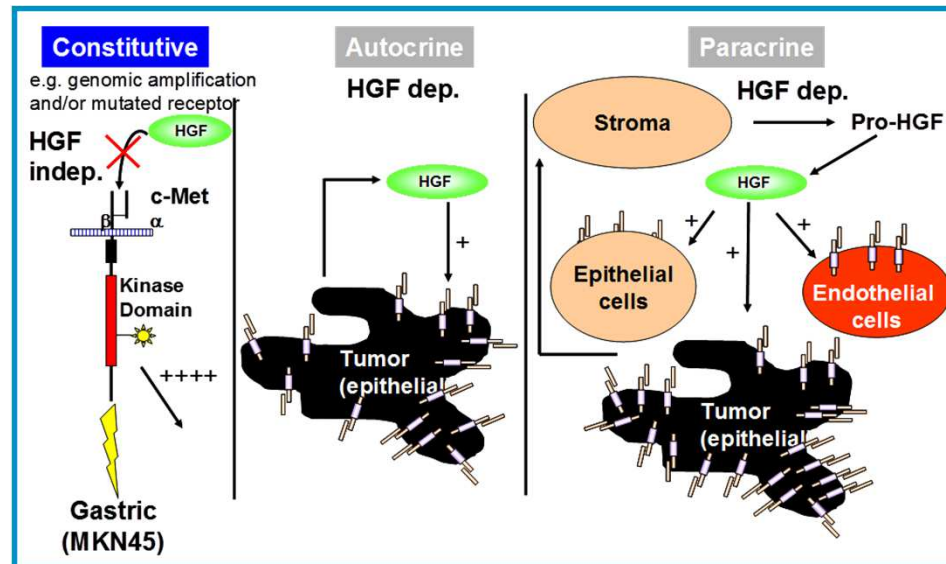 Constitutive
e.g. genomic amplification
and/or mutated receptor
HGF
HGF
indep.
c-Met
β
α
Kinase
Domain
++++
Gastric
(MKN45)
Autocrine
HGF dep.
HGF
+
Tumor
(epithelial
Paracrine
HGF dep.
Stroma
Pro-HGF
HGF
+
+
+
Epithelial
cells
Endothelial
cells
Tumor
(epithelial